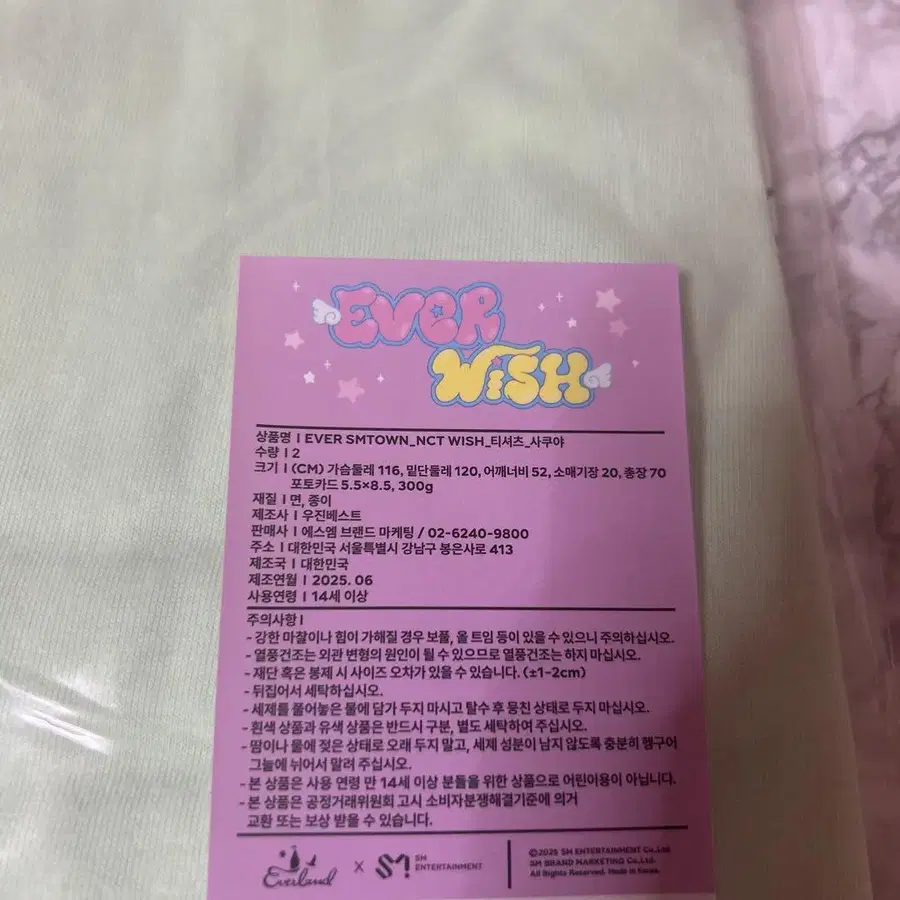 EVER
WISH
상품명 I EVER SMTOWN_NCT WISH_티셔츠_사쿠야
수량 I 2
크기 I (CM) 가슴둘레 116, 밑단둘레 120, 어깨너비 52, 소매기장 20, 총장 70
포토카드 5.5×8.5, 300g
재질 I 면, 종이
제조사 I 우진베스트
판매사 I 에스엠 브랜드 마케팅 / 02-6240-9800
주소 I 대한민국 서울특별시 강남구 봉은사로 413
제조국 I 대한민국
제조연월 I 2025. 06
사용연령 I 14세 이상
주의사항 I
- 강한 마찰이나 힘이 가해질 경우 보풀, 올 트임 등이 있을 수 있으니 주의하십시오.
- 열풍건조는 외관 변형의 원인이 될 수 있으므로 열풍건조는 하지 마십시오.
- 재단 혹은 봉제 시 사이즈 오차가 있을 수 있습니다. (±1-2cm)
- 뒤집어서 세탁하십시오.
- 세제를 풀어놓은 물에 담가 두지 마시고 탈수 후 뭉친 상태로 두지 마십시오.
- 흰색 상품과 유색 상품은 반드시 구분, 별도 세탁하여 주십시오.
- 땀이나 물에 젖은 상태로 오래 두지 말고, 세제 성분이 남지 않도록 충분히 헹구어
그늘에 뉘어서 말려 주십시오.
- 본 상품은 사용 연령 만 14세 이상 분들을 위한 상품으로 어린이용이 아닙니다.
- 본 상품은 공정거래위원회 고시 소비자분쟁해결기준에 의거
교환 또는 보상 받을 수 있습니다.
Everland × SM SM ENTERTAINMENT
©2025 SM ENTERTAINMENT Co.,Ltd.
SM BRAND MARKETING Co.,Ltd.
All Rights Reserved. Made in Korea.